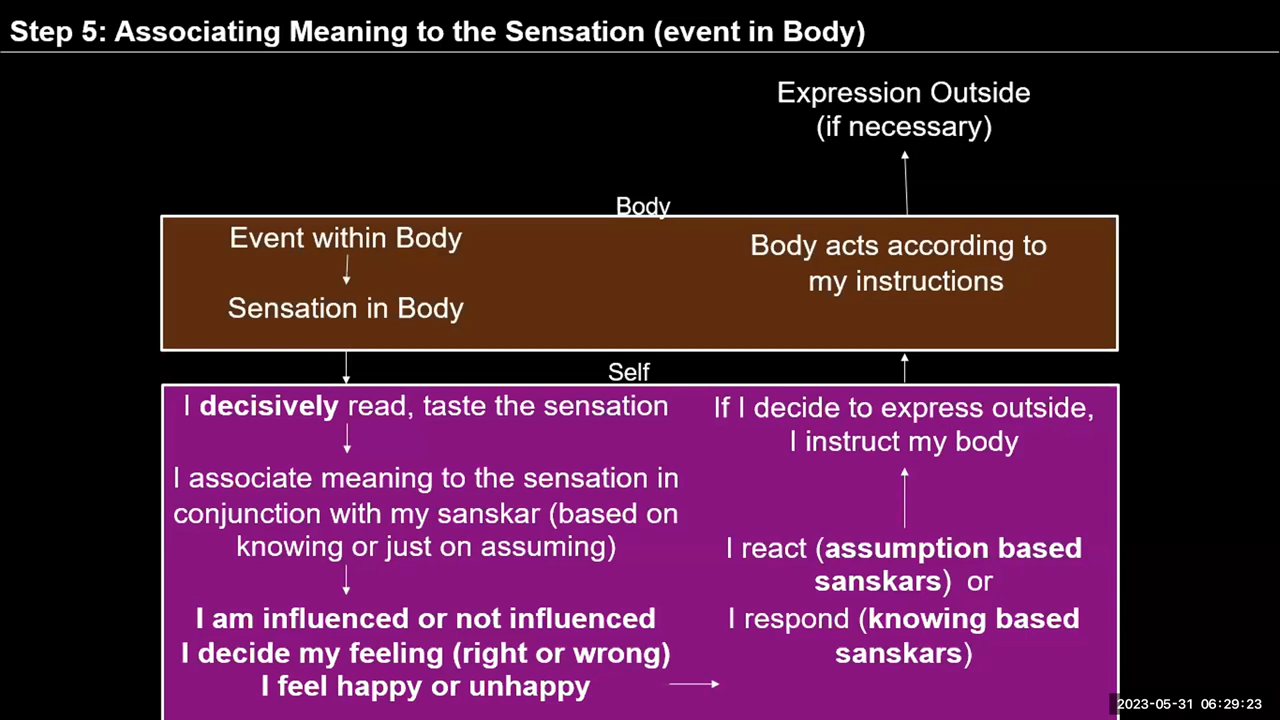 Step 5: Associating Meaning to the Sensation (event in Body)
Expression Outside
(if necessary)
Body
Event within Body
Sensation in Body
Body acts according to
my instructions
Self
I decisively read, taste the sensation
I associate meaning to the sensation in
conjunction with my sanskar (based on
knowing or just on assuming)
I am influenced or not influenced
I decide my feeling (right or wrong)
I feel happy or unhappy
If I decide to express outside,
I instruct my body
I react (assumption based
sanskars) or
I respond (knowing based
sanskars)
2023-05-31 06:29:23